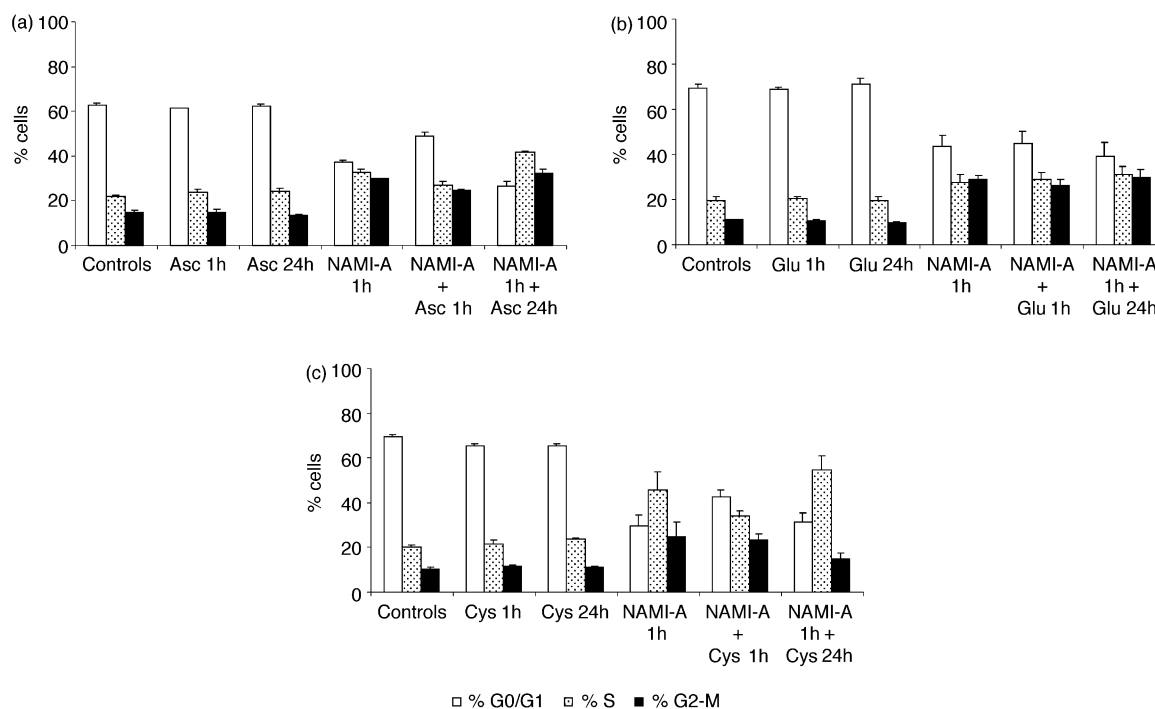 (a)
100
80
60
40
20
0
% cells
Controls Asc 1h Asc 24h NAMI-A NAMI-A NAMI-A
1h + 1h +
Asc 1h Asc 24h
(b)
100
80
60
40
20
0
% cells
Controls Glu 1h Glu 24h NAMI-A NAMI-A NAMI-A
1h + 1h +
Glu 1h Glu 24h
(c)
100
80
60
40
20
0
% cells
Controls Cys 1h Cys 24h NAMI-A NAMI-A NAMI-A
1h + 1h +
Cys 1h Cys 24h
% G0/G1 % S % G2-M